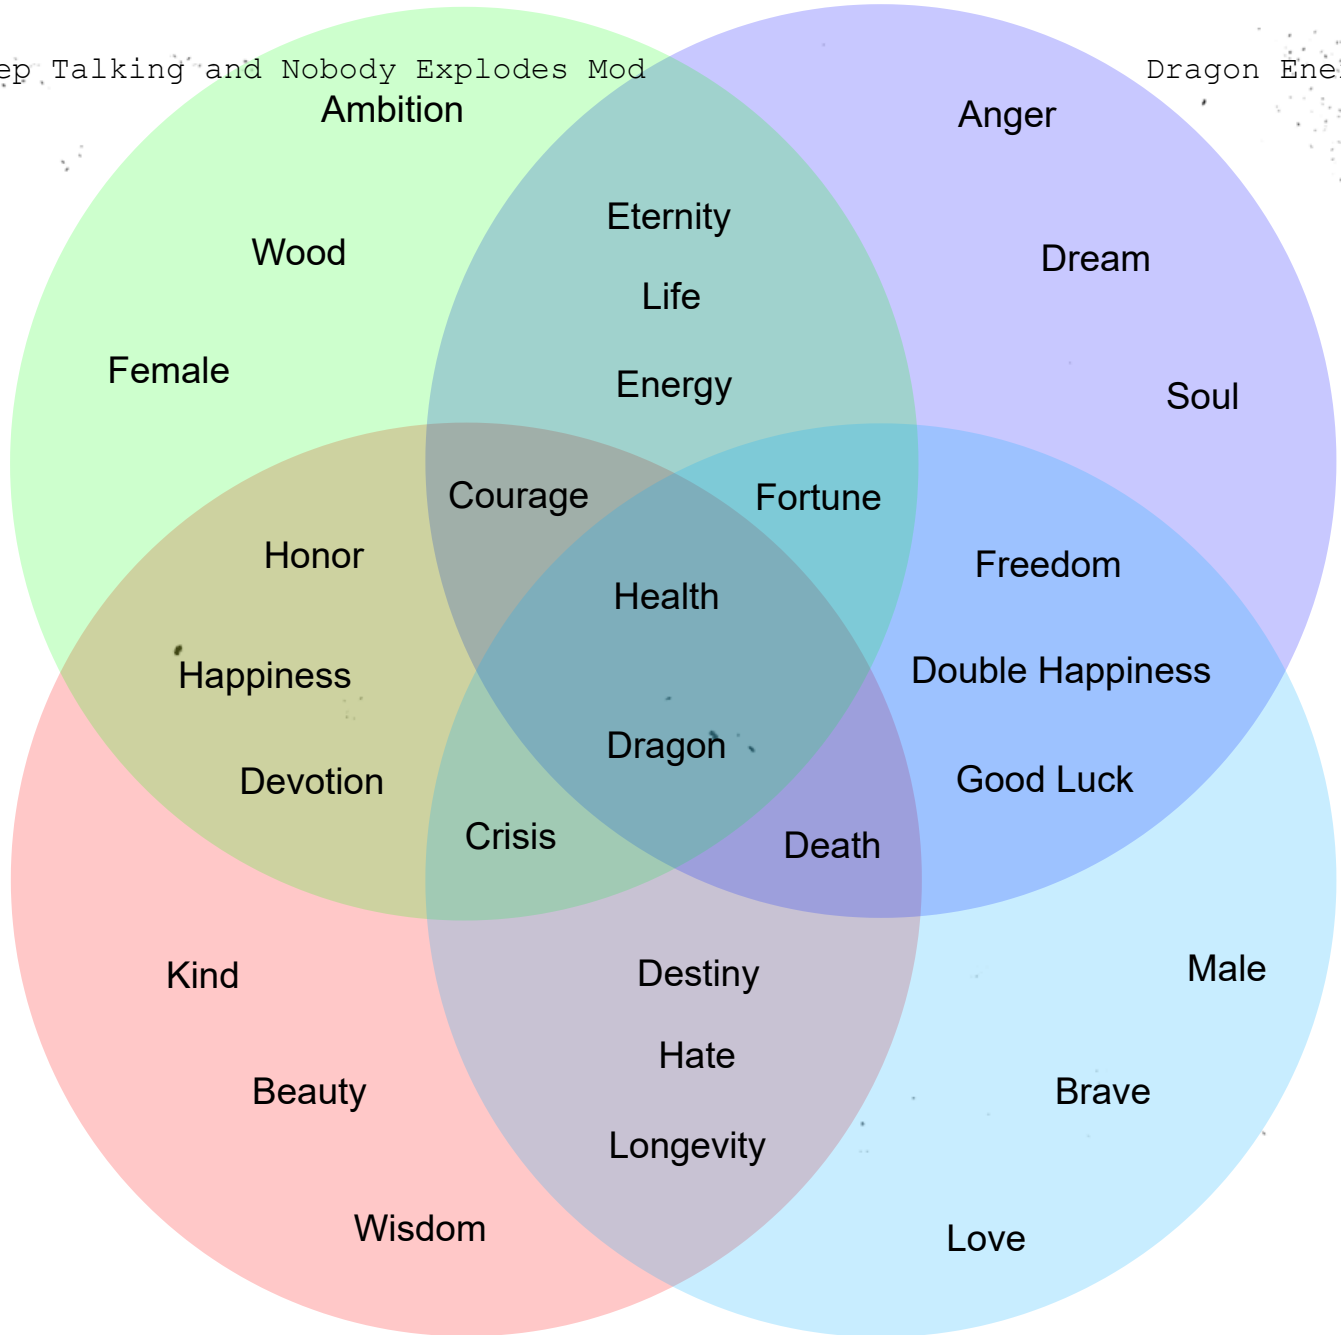 Talking and Nobody Explodes Mod
Dragon
Ambition
Anger
Eternity
Wood
Dream
Life
Female
Energy
Soul
Courage
Fortune
Honor
Freedom
Health
Happiness
Double Happiness
Dragon
Devotion
Good Luck
Crisis
Death
Kind
Destiny
Male
Hate
Beauty
Brave
Longevity
Wisdom
Love